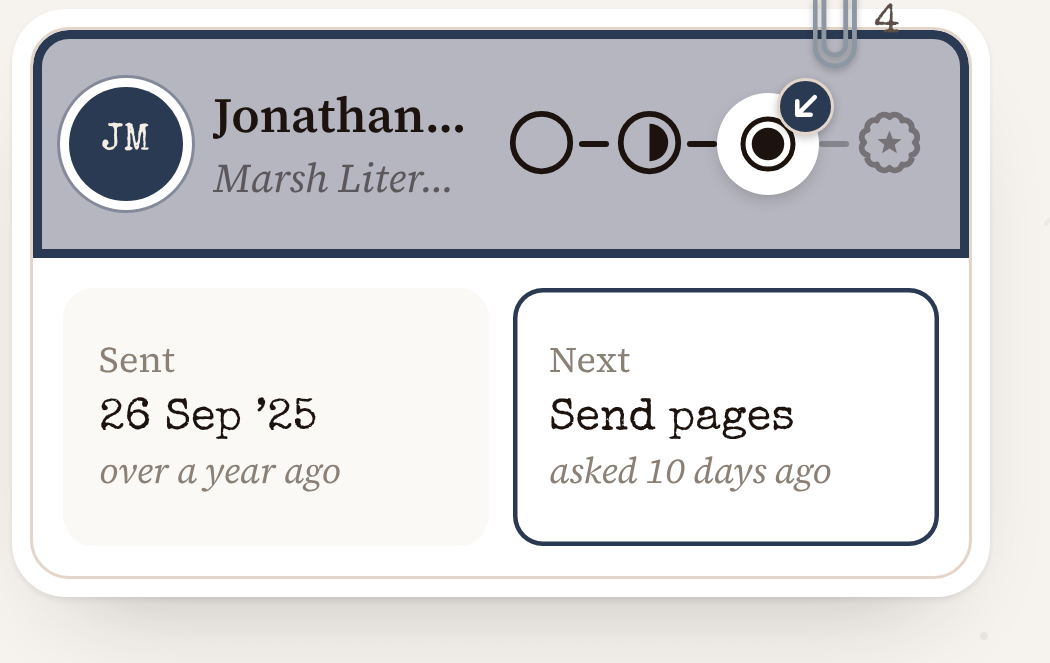 4
JM
Jonathan...
Marsh Liter...
Sent
26 Sep ’25
over a year ago
Next
Send pages
asked 10 days ago